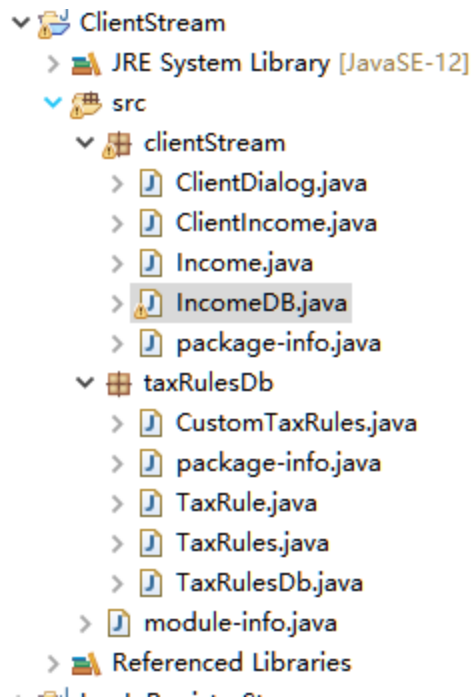 ClientStream
JRE System Library [JavaSE-12]
src
clientStream
ClientDialog.java
ClientIncome.java
Income.java
IncomeDB.java
package-info.java
taxRulesDb
CustomTaxRules.java
package-info.java
TaxRule.java
TaxRules.java
TaxRulesDb.java
module-info.java
Referenced Libraries